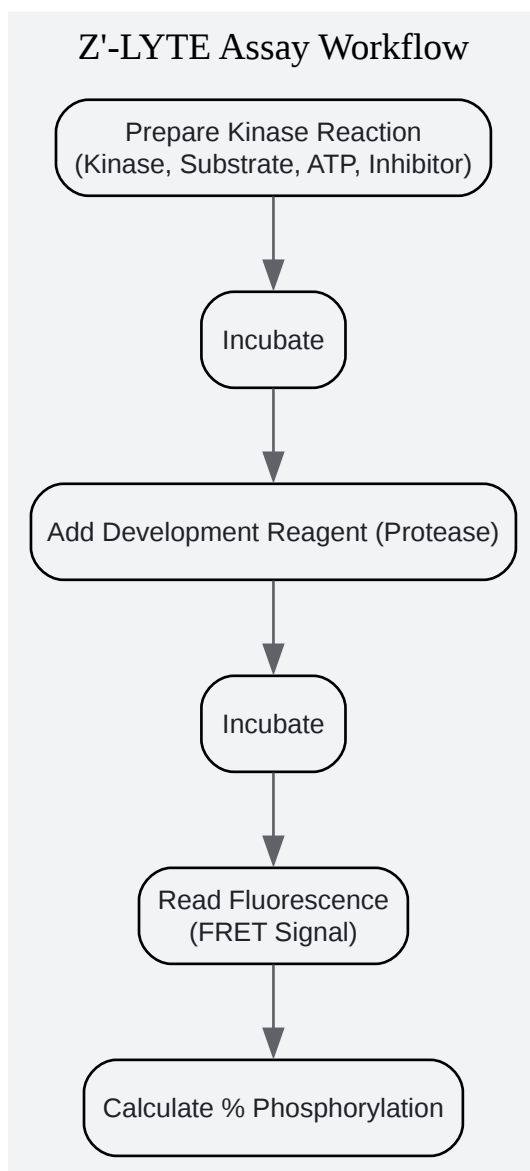 Z'-LYTE Assay Workflow
Prepare Kinase Reaction
(Kinase, Substrate, ATP, Inhibitor)
Incubate
Add Development Reagent (Protease)
Incubate
Read Fluorescence
(FRET Signal)
Calculate % Phosphorylation